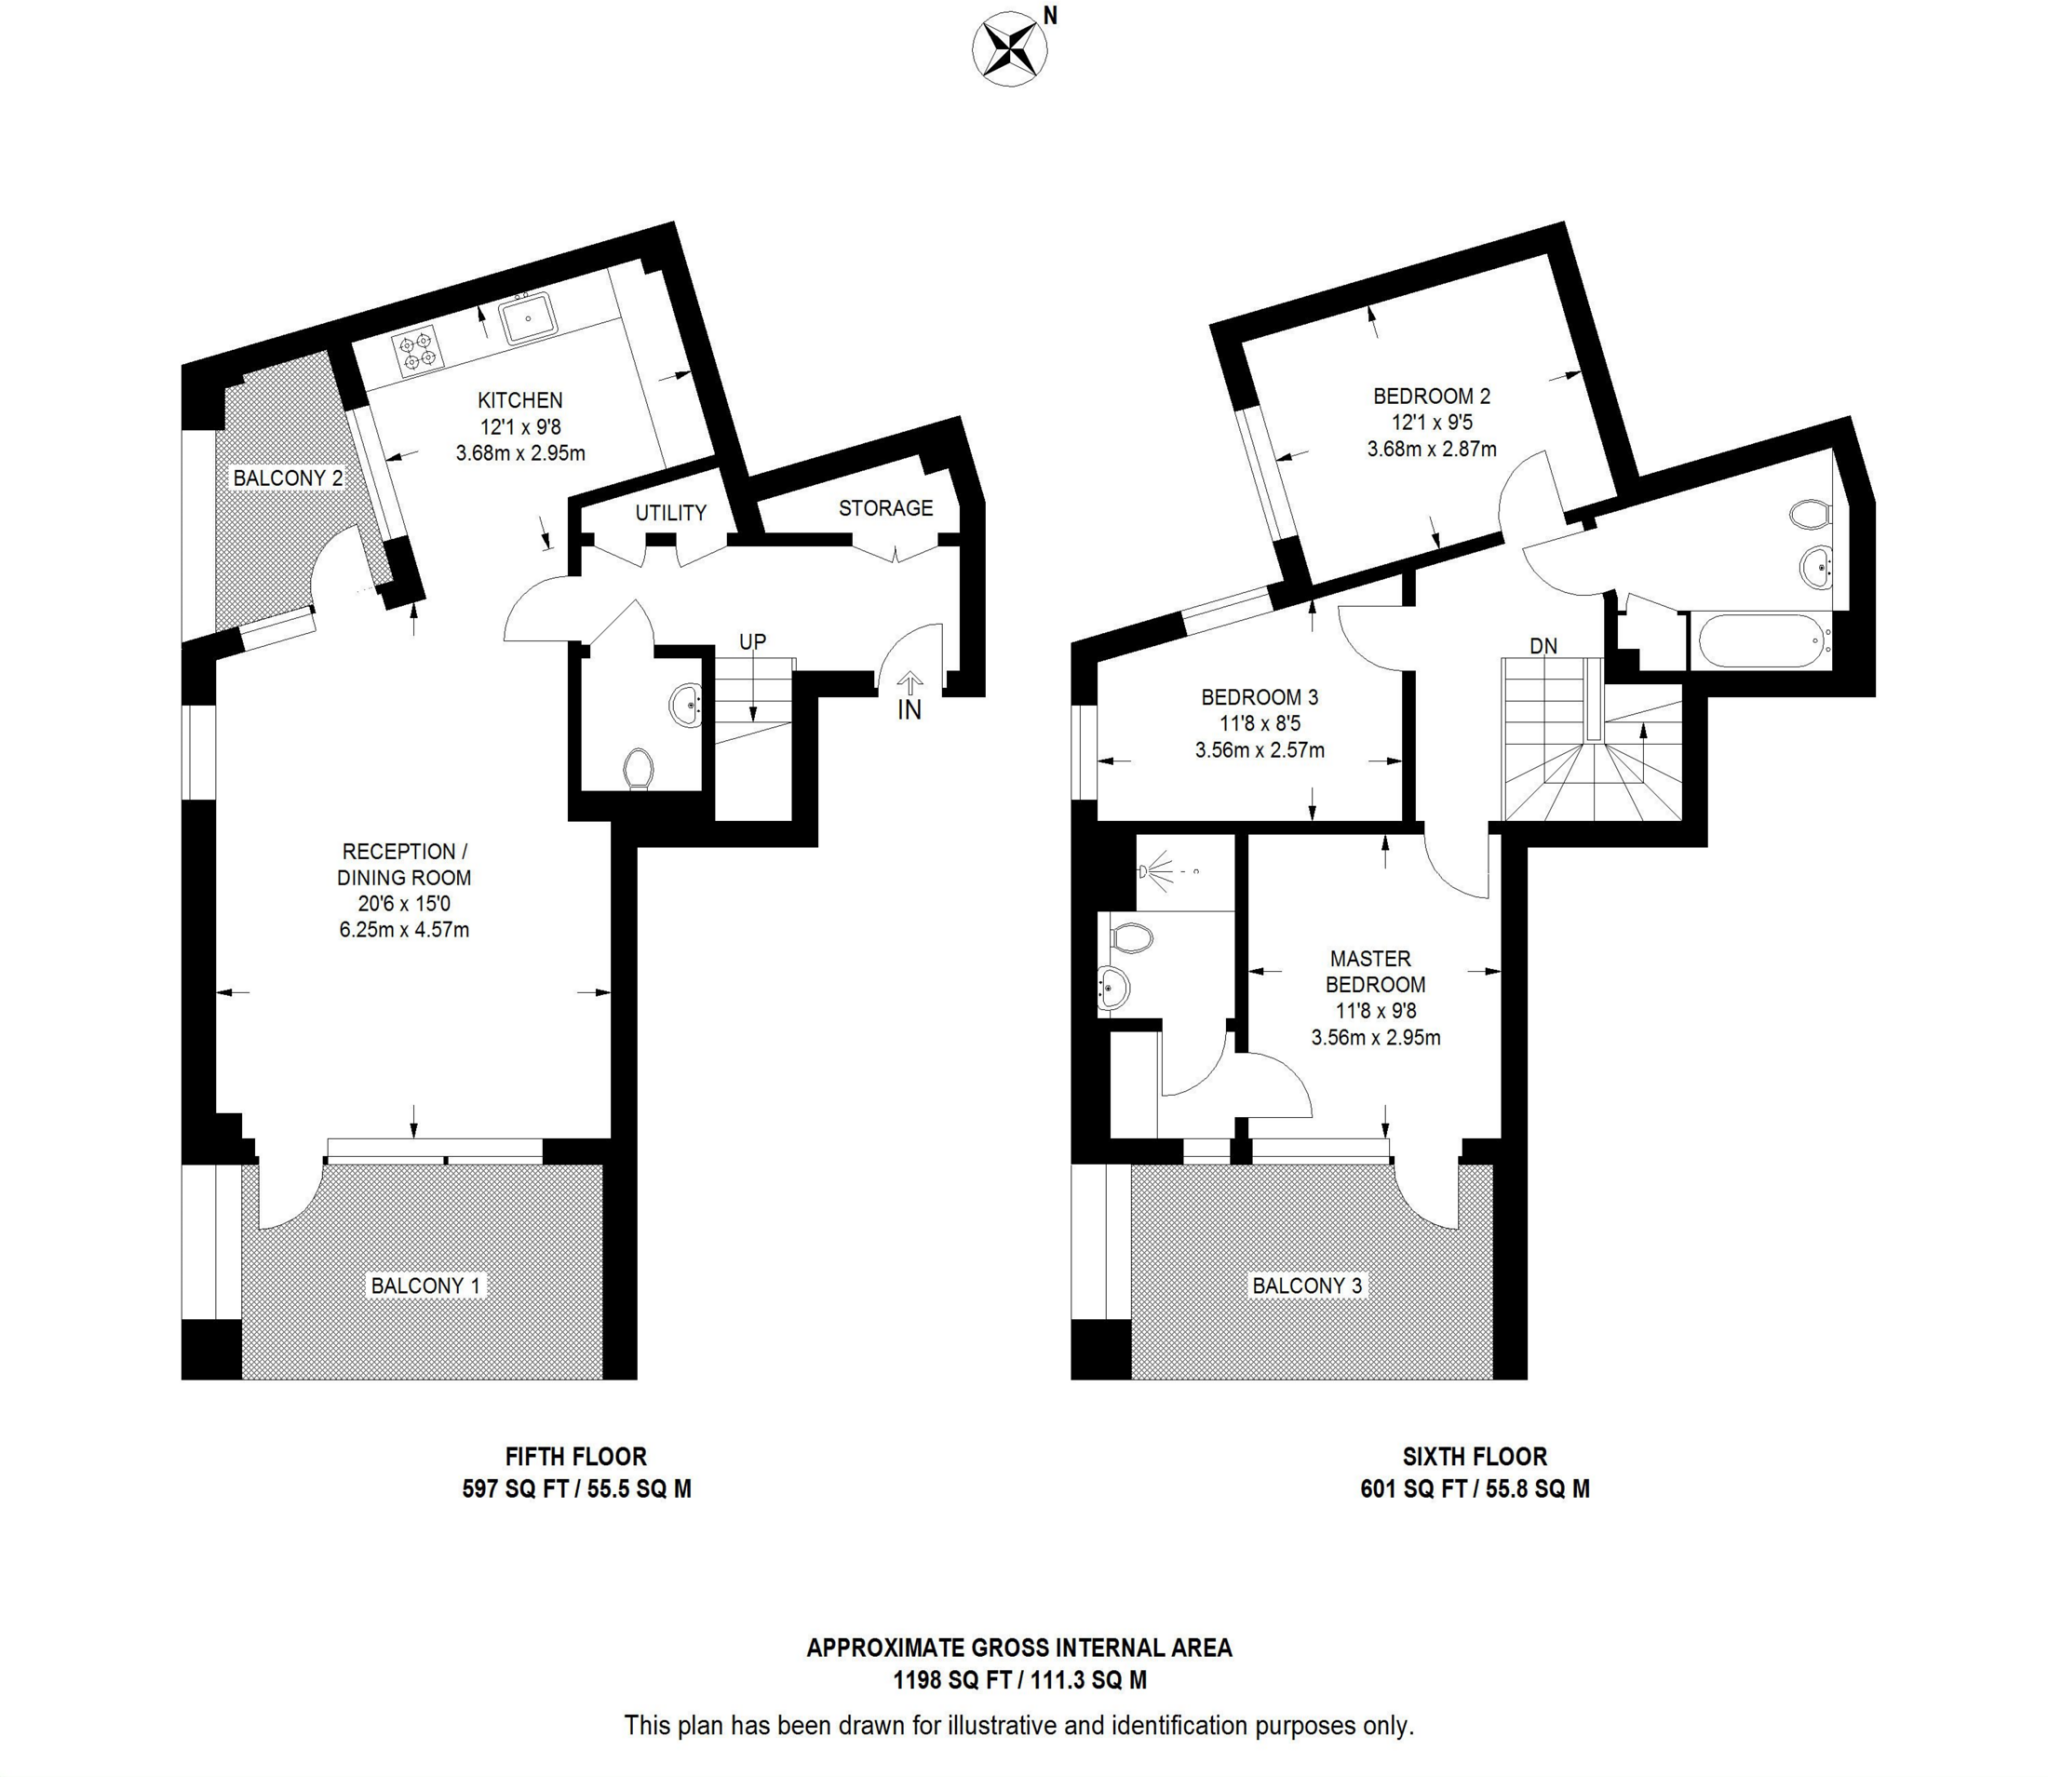 N
KITCHEN
12'1 x 9'8
3.68m x 2.95m
BALCONY 2
UTILITY
STORAGE
UP
IN
RECEPTION /
DINING ROOM
20'6 x 15'0
6.25m x 4.57m
BALCONY 1
FIFTH FLOOR
597 SQ FT / 55.5 SQ M
BEDROOM 2
12'1 x 9'5
3.68m x 2.87m
DN
BEDROOM 3
11'8 x 8'5
3.56m x 2.57m
MASTER
BEDROOM
11'8 x 9'8
3.56m x 2.95m
BALCONY 3
SIXTH FLOOR
601 SQ FT / 55.8 SQ M
APPROXIMATE GROSS INTERNAL AREA
1198 SQ FT / 111.3 SQ M
This plan has been drawn for illustrative and identification purposes only.